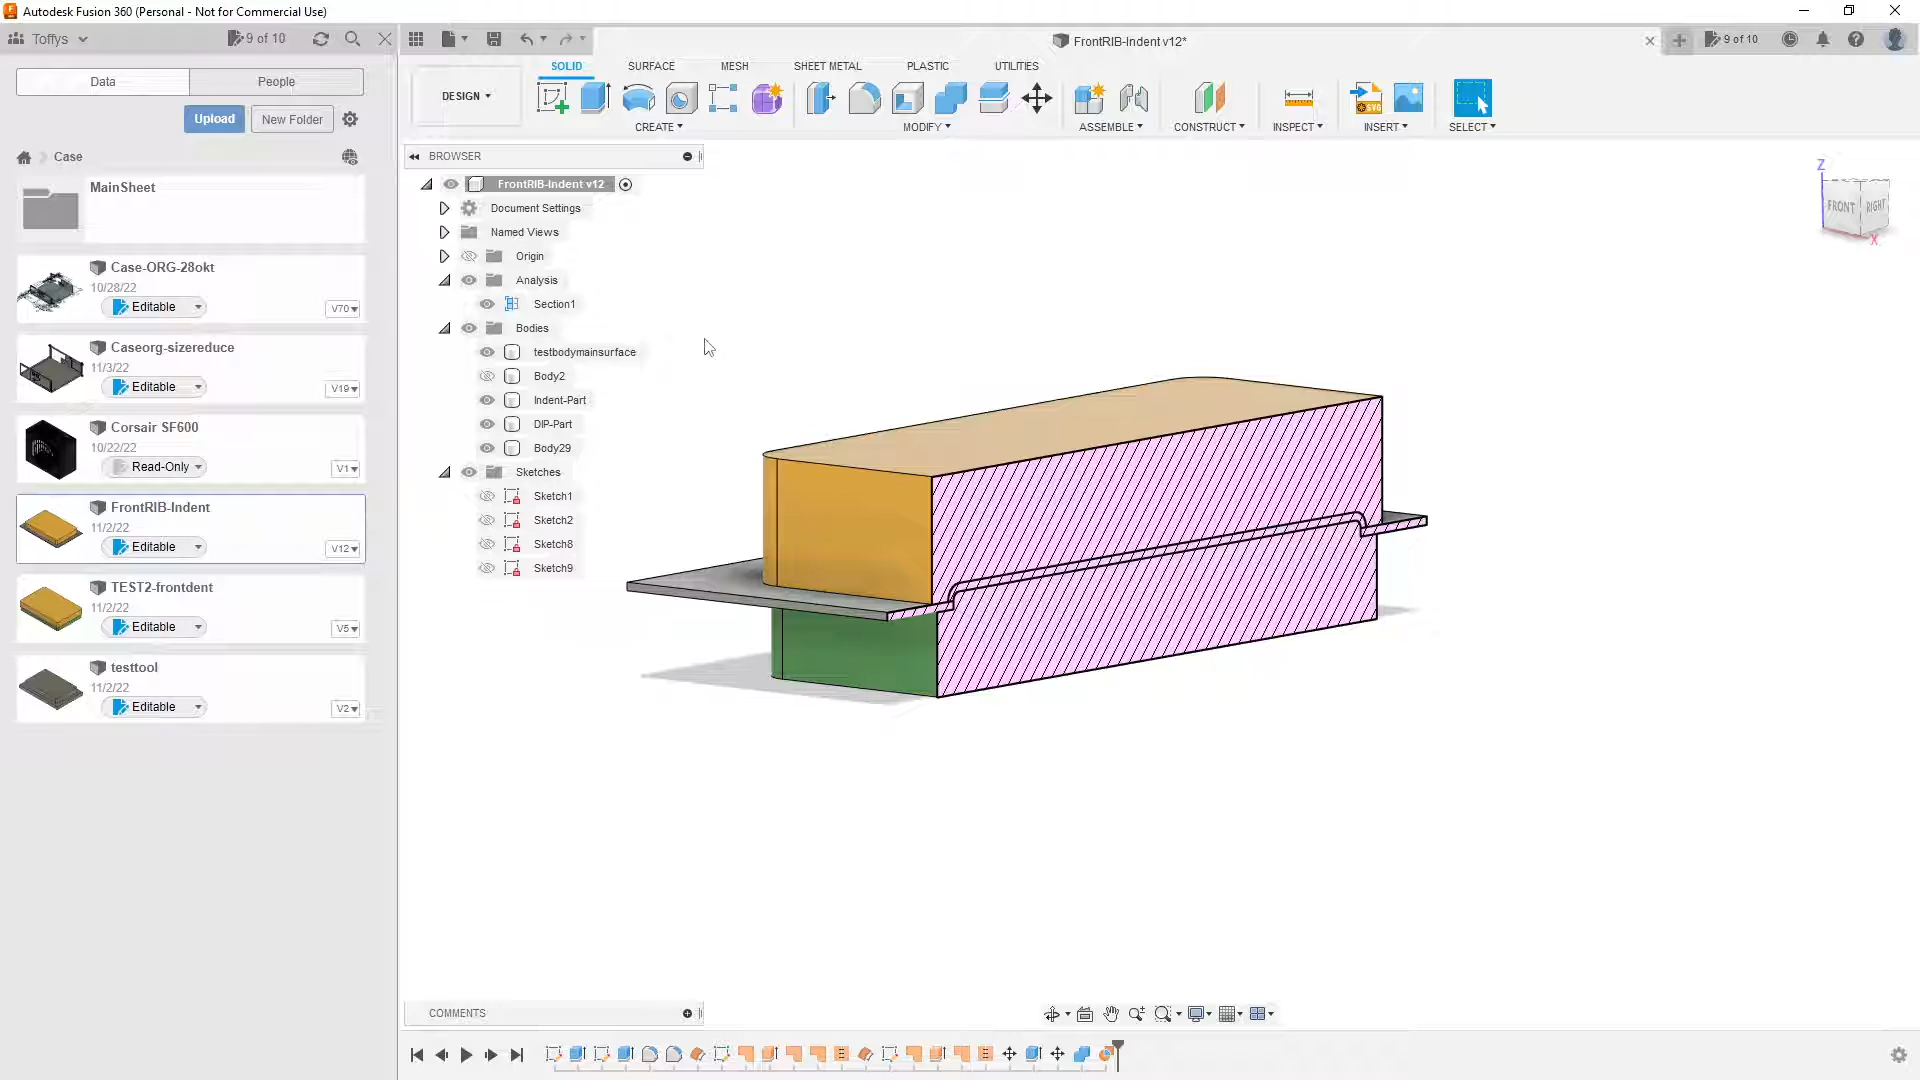 Autodesk Fusion 360 (Personal - Not for Commercial Use)
Toffys
9 of 10
FrontRIB-Indent v12*
9 of 10
Data
People
Upload
New Folder
Case
MainSheet
Case-ORG-28okt
10/28/22
Editable
V70
Caseorg-sizereduce
11/3/22
Editable
V19
Corsair SF600
10/22/22
Read-Only
V1
FrontRIB-Indent
11/2/22
Editable
V12
TEST2-frontdent
11/2/22
Editable
V5
testtool
11/2/22
Editable
V2
DESIGN
SOLID
SURFACE
MESH
SHEET METAL
PLASTIC
UTILITIES
CREATE
MODIFY
ASSEMBLE
CONSTRUCT
INSPECT
INSERT
SVG
SELECT
BROWSER
FrontRIB-Indent v12
Document Settings
Named Views
Origin
Analysis
Section1
Bodies
testbodymainsurface
Body2
Indent-Part
DIP-Part
Body29
Sketches
Sketch1
Sketch2
Sketch8
Sketch9
Z
FRONT
RIGHT
X
COMMENTS